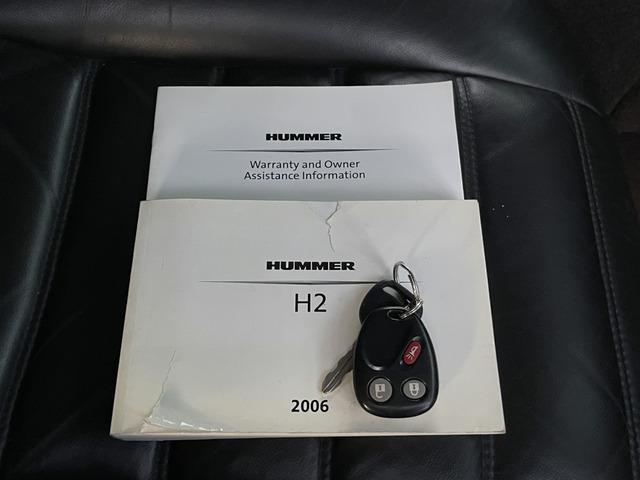 HUMMER
Warranty and Owner
Assistance Information
HUMMER
H2
2006